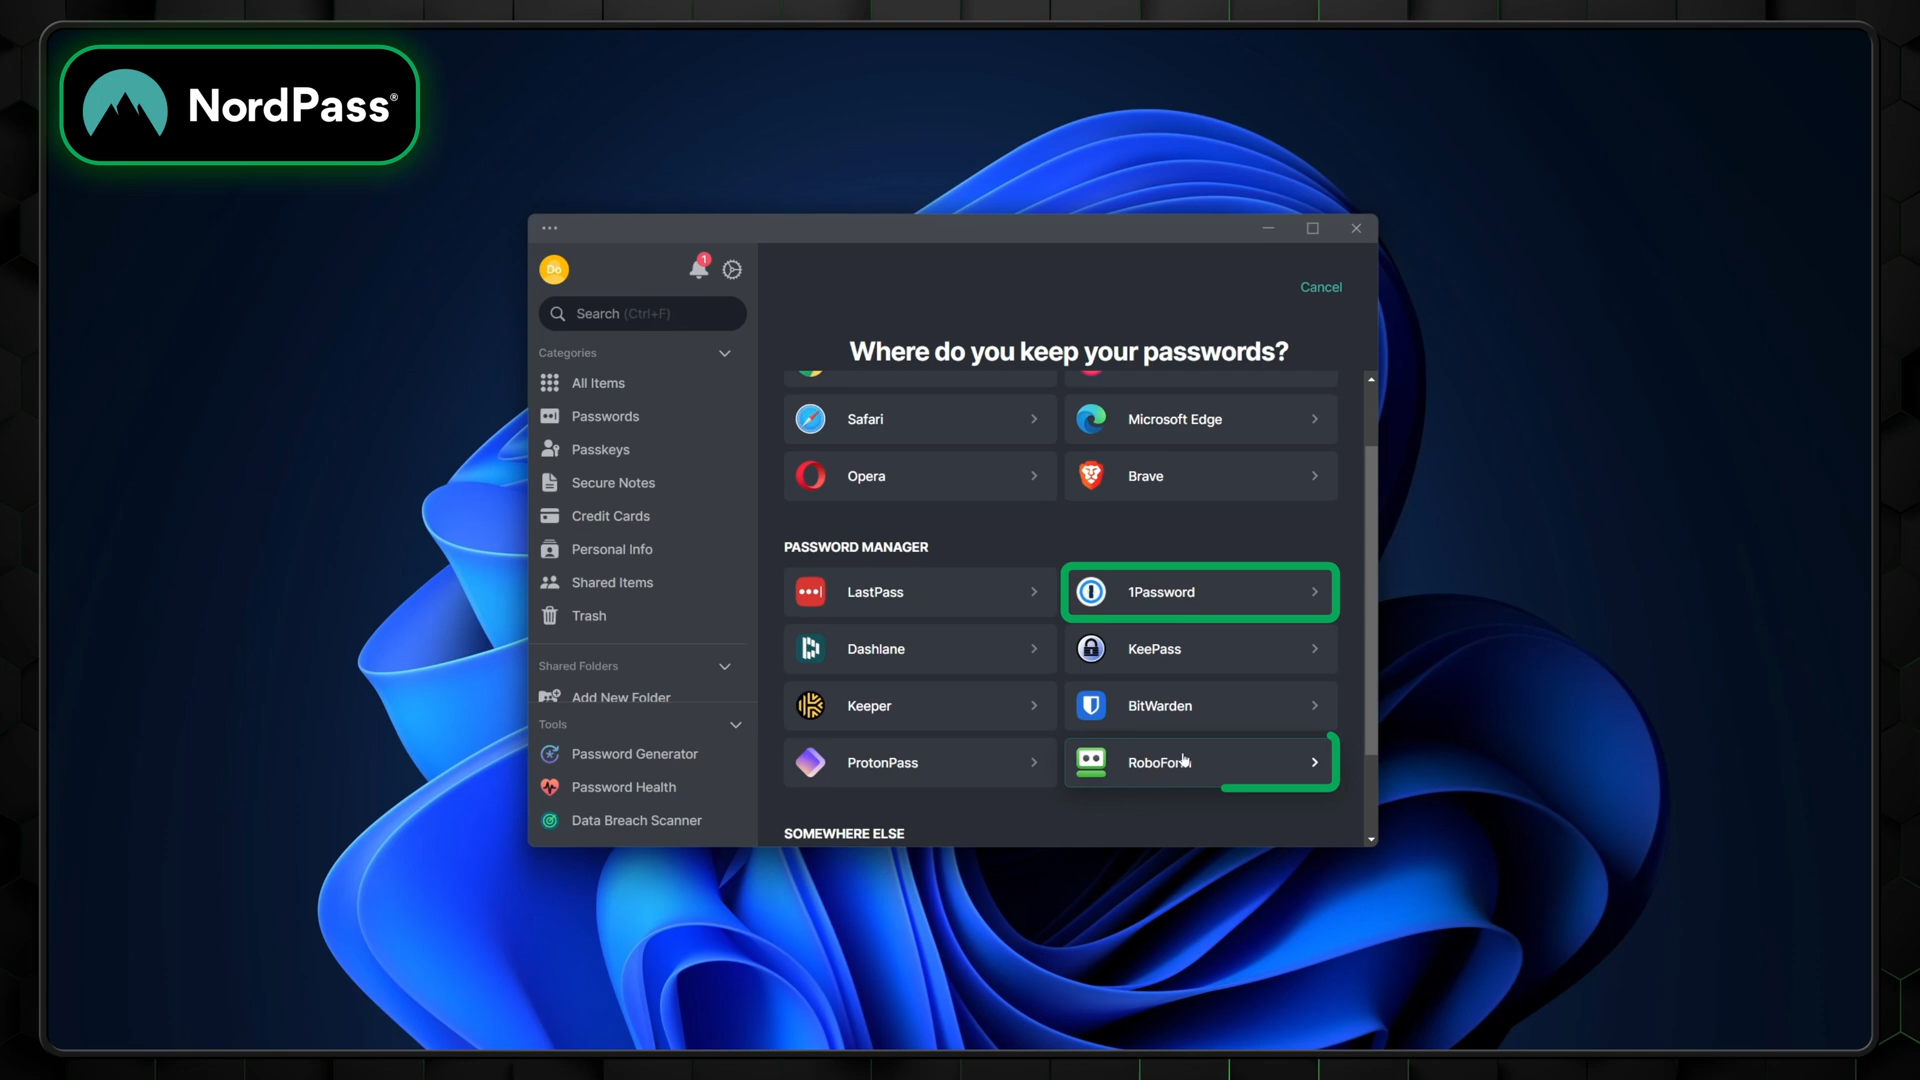 NordPass®
Do
1
Search (Ctrl+F)
Categories
All Items
Passwords
Passkeys
Secure Notes
Credit Cards
Personal Info
Shared Items
Trash
Shared Folders
Add New Folder
Tools
Password Generator
Password Health
Data Breach Scanner
Cancel
Where do you keep your passwords?
Safari
Microsoft Edge
Opera
Brave
PASSWORD MANAGER
LastPass
1Password
Dashlane
KeePass
Keeper
BitWarden
ProtonPass
RoboForm
SOMEWHERE ELSE